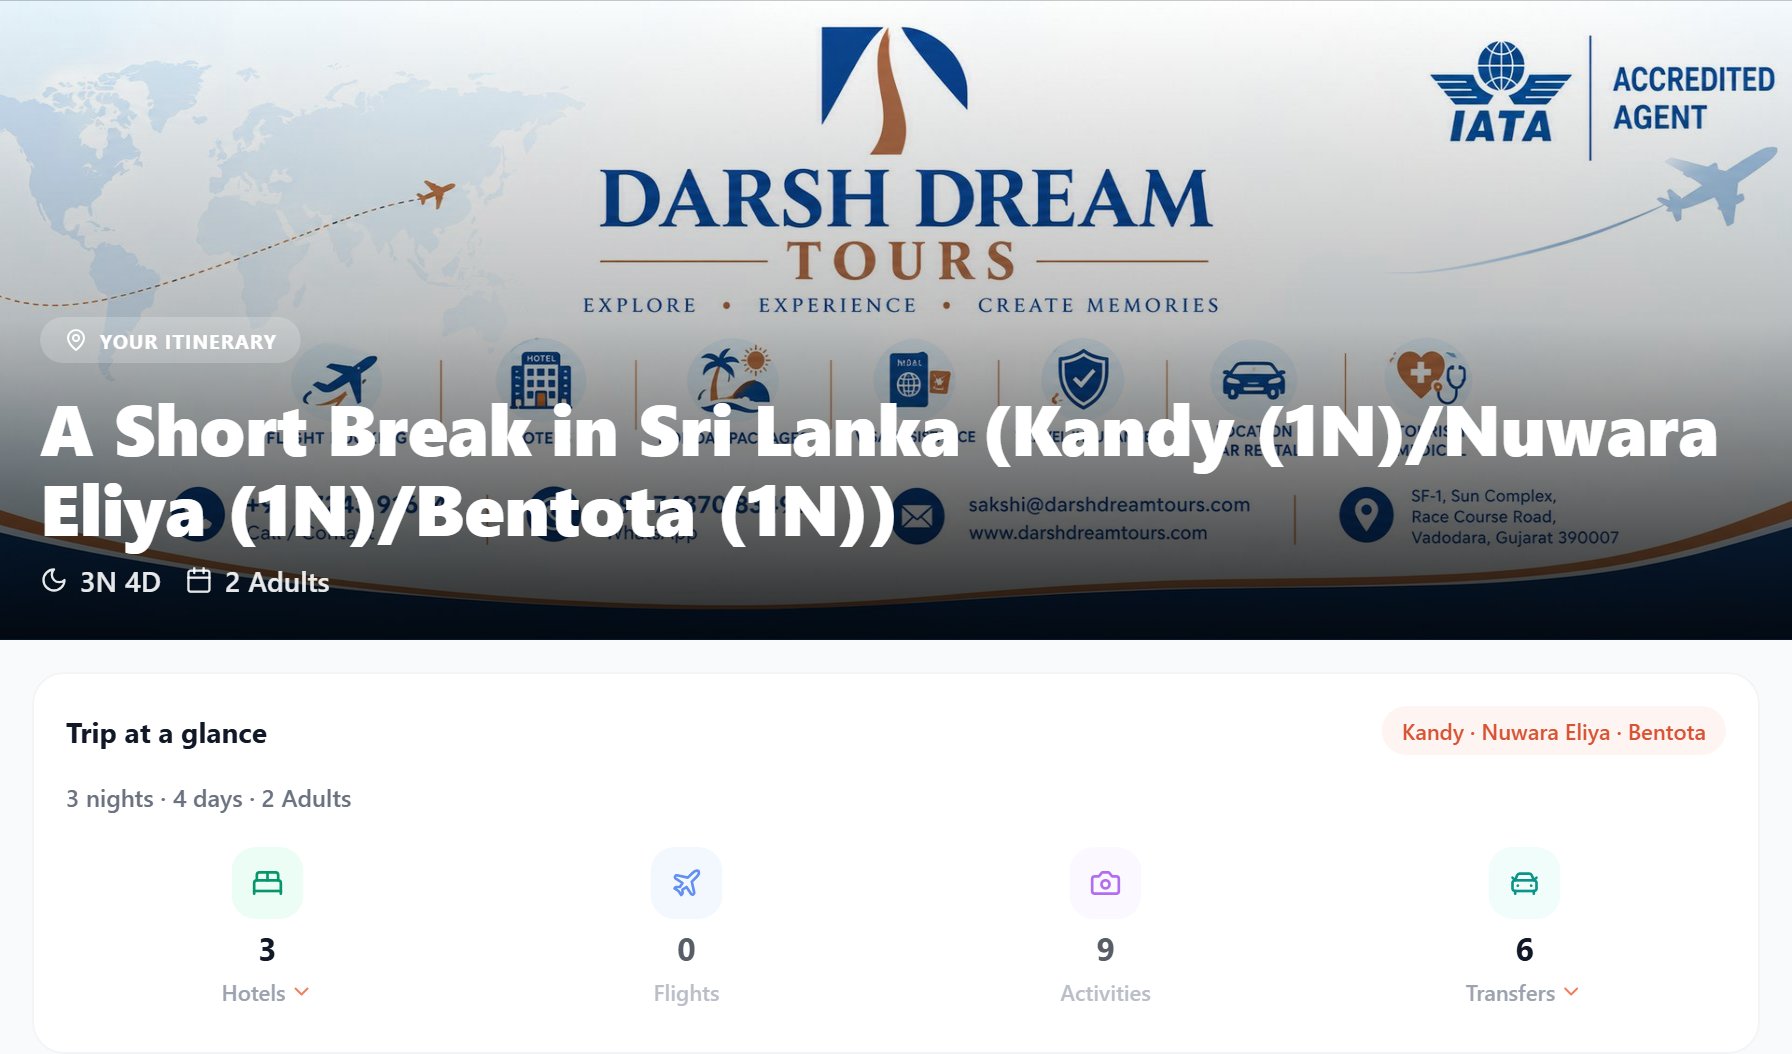 IATA
ACCREDITED
AGENT
DARSH DREAM
TOURS
EXPLORE • EXPERIENCE • CREATE MEMORIES
YOUR ITINERARY
HOTEL
A Short Break in Sri Lanka (Kandy (1N)/Nuwara
Eliya (1N)/Bentota (1N))
sakshi@darshdreamtours.com
www.darshdreamtours.com
SF-1, Sun Complex,
Race Course Road,
Vadodara, Gujarat 390007
WhatsApp
3N 4D 2 Adults
Trip at a glance
Kandy · Nuwara Eliya · Bentota
3 nights · 4 days · 2 Adults
3
Hotels
0
Flights
9
Activities
6
Transfers